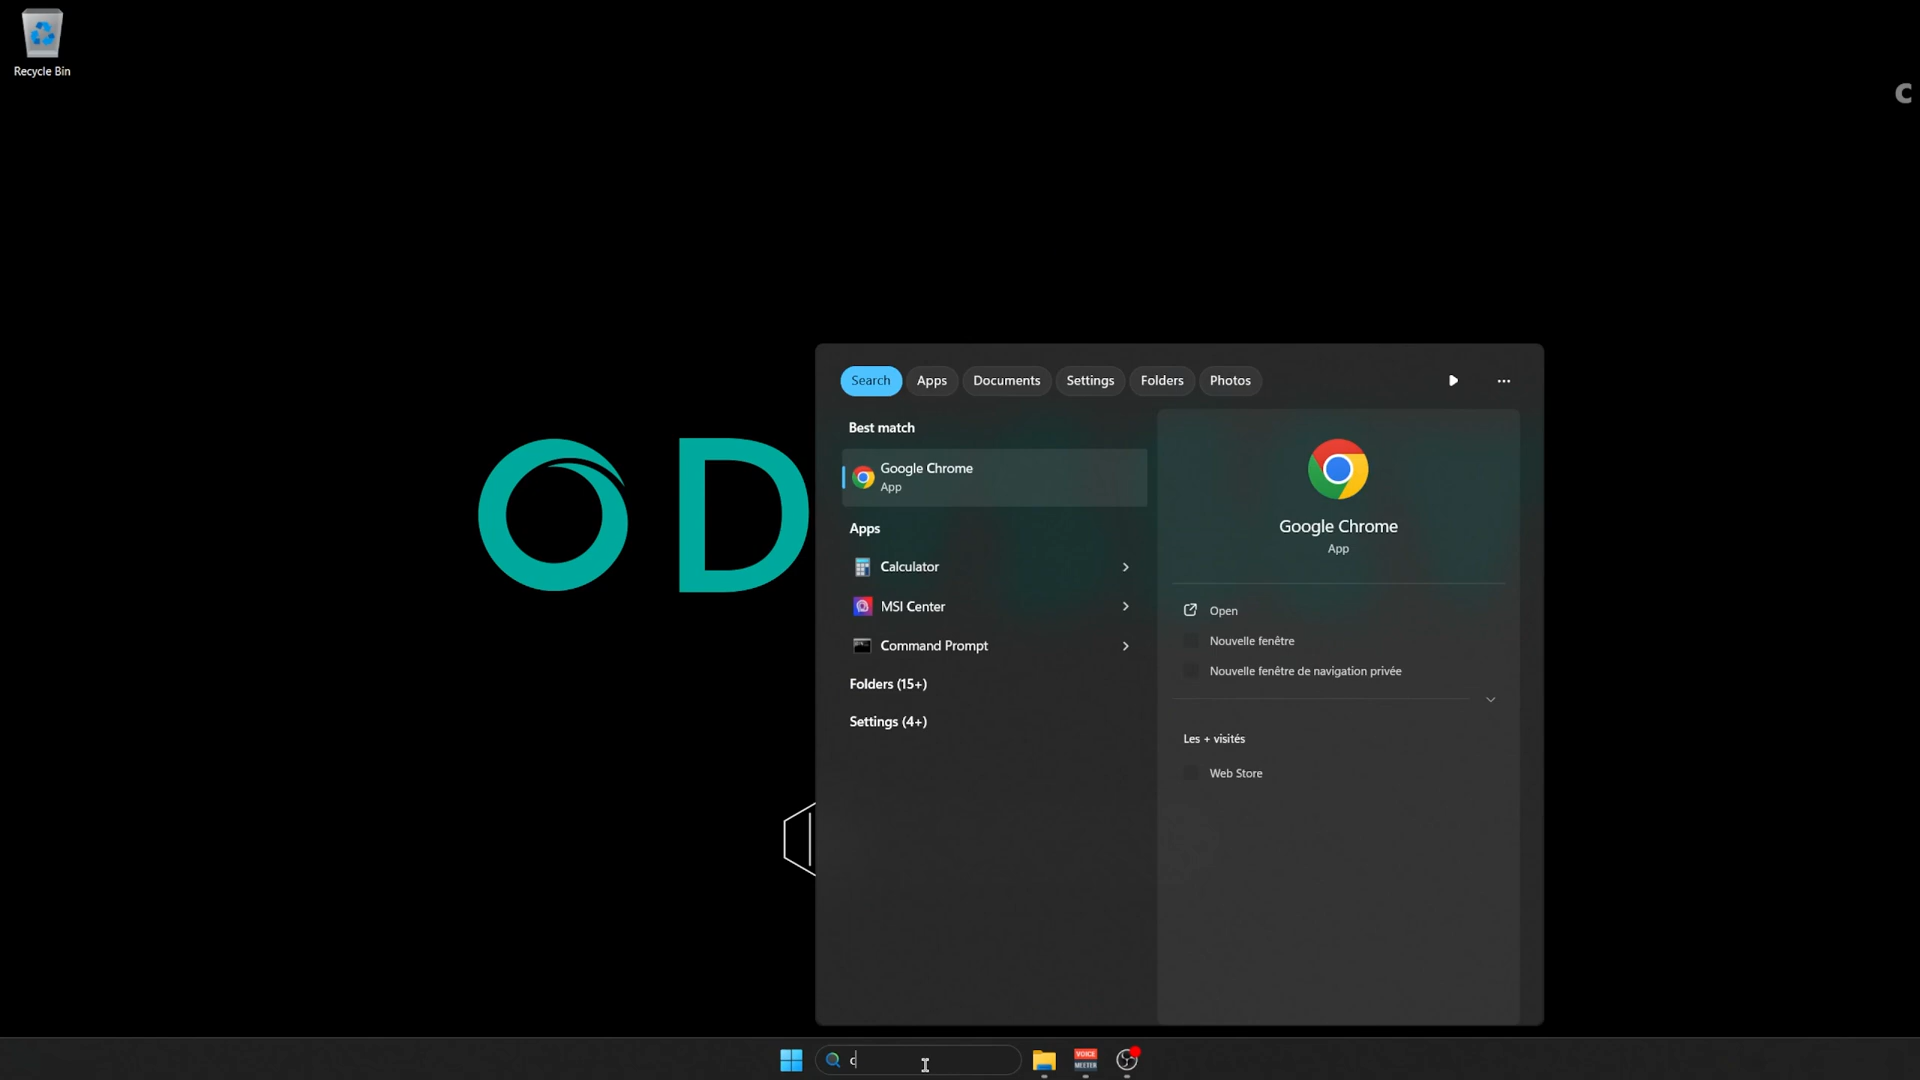 Recycle Bin
C
OD
Search Apps Documents Settings Folders Photos
Best match
Google Chrome
App
Apps
Calculator
MSI Center
Command Prompt
Folders (15+)
Settings (4+)
Google Chrome
App
Open
Nouvelle fenêtre
Nouvelle fenêtre de navigation privée
Les + visités
Web Store
c
VOICE
MEETER